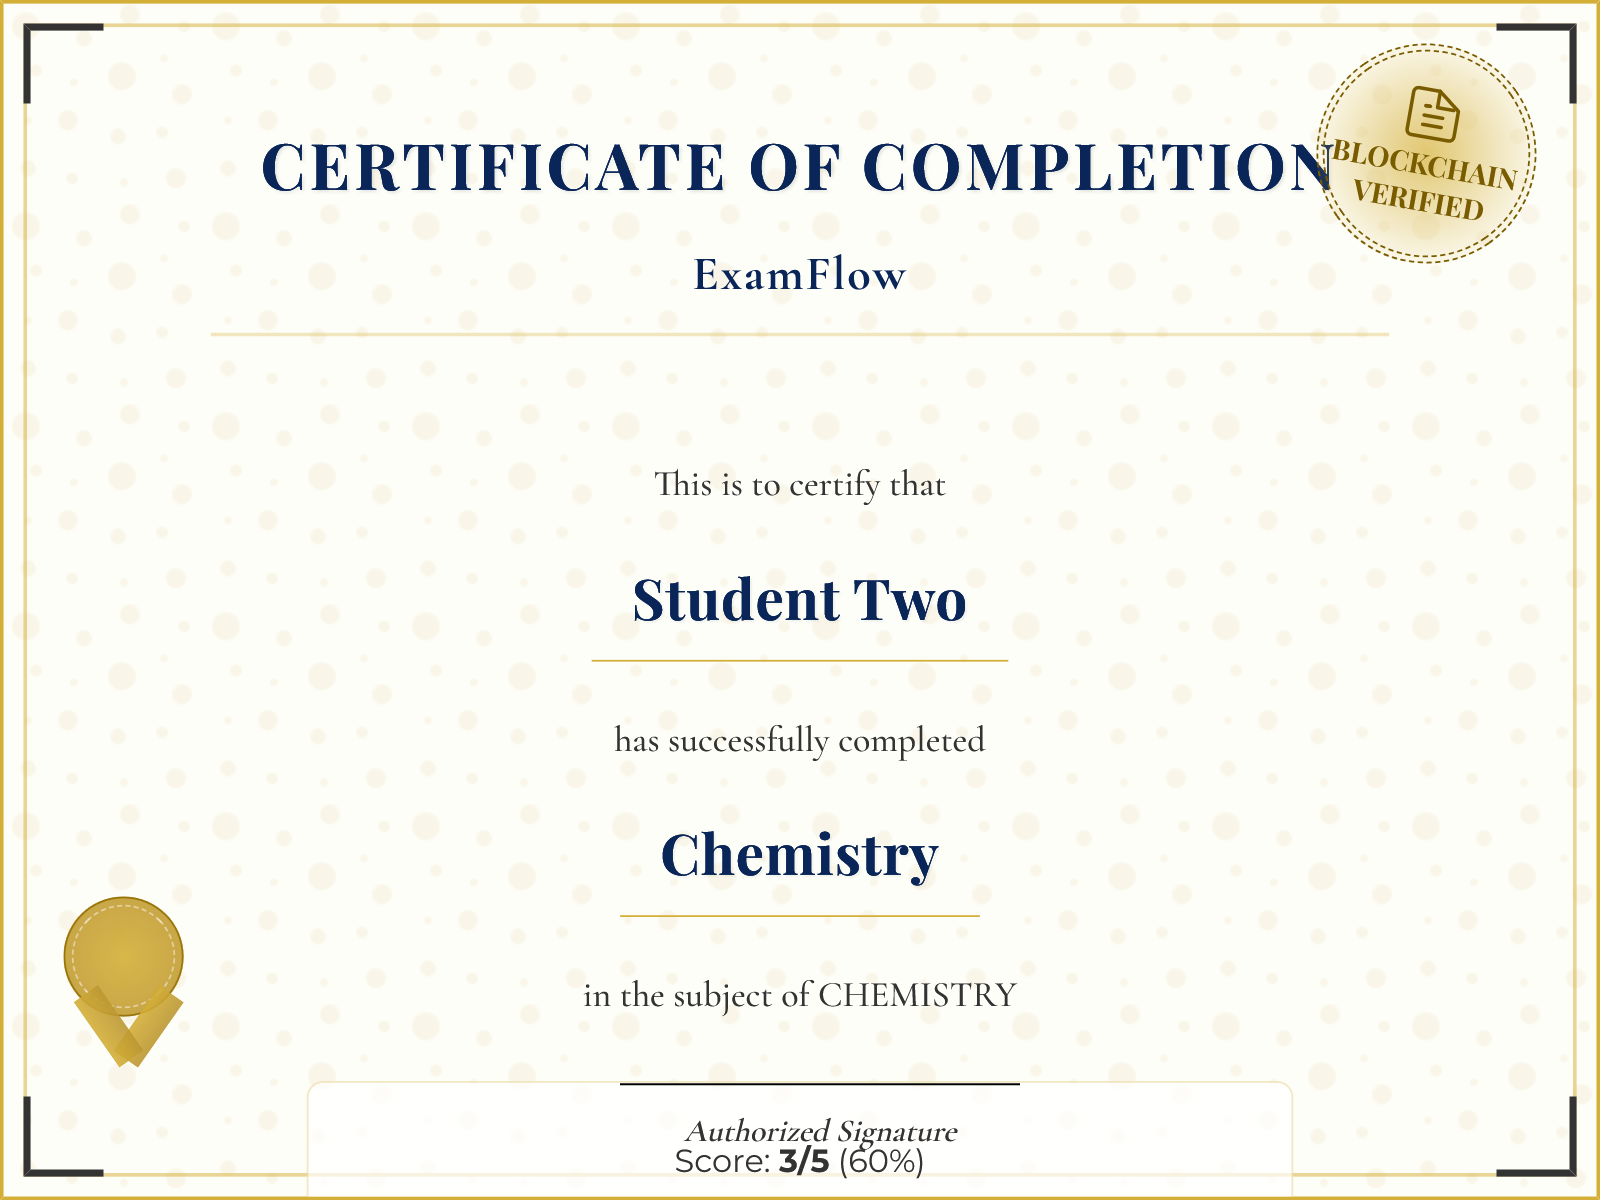 CERTIFICATE OF COMPLETION
BLOCKCHAIN
VERIFIED
ExamFlow
This is to certify that
Student Two
has successfully completed
Chemistry
in the subject of CHEMISTRY
Authorized Signature
Score: 3/5 (60%)